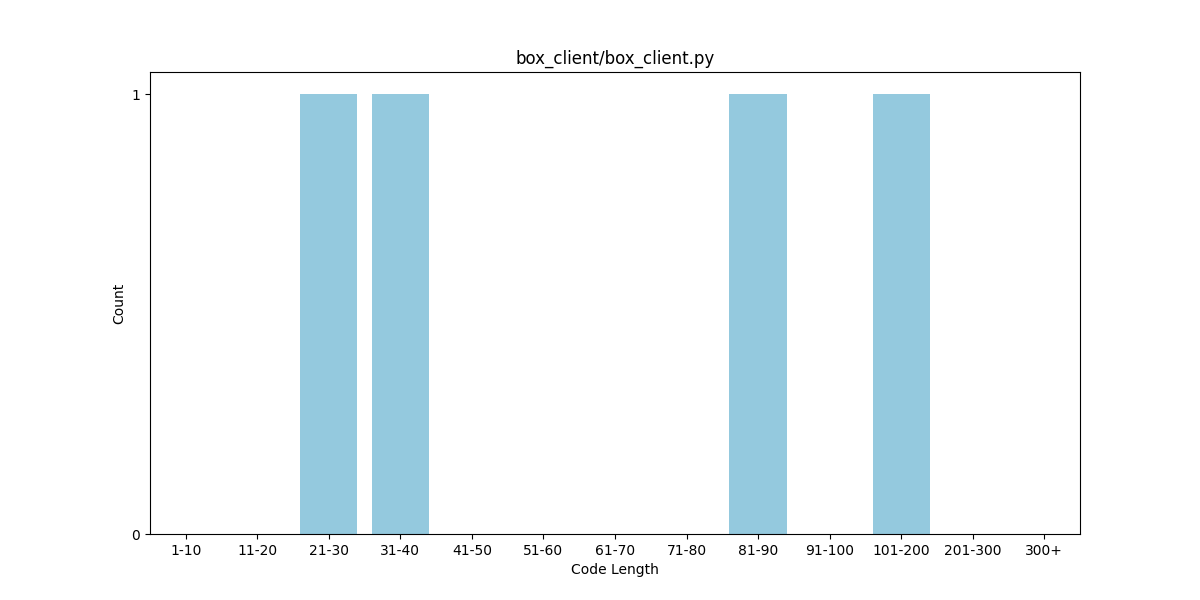 box_client/box_client.py
1
0
Count
1-10 11-20 21-30 31-40 41-50 51-60 61-70 71-80 81-90 91-100 101-200 201-300 300+
Code Length